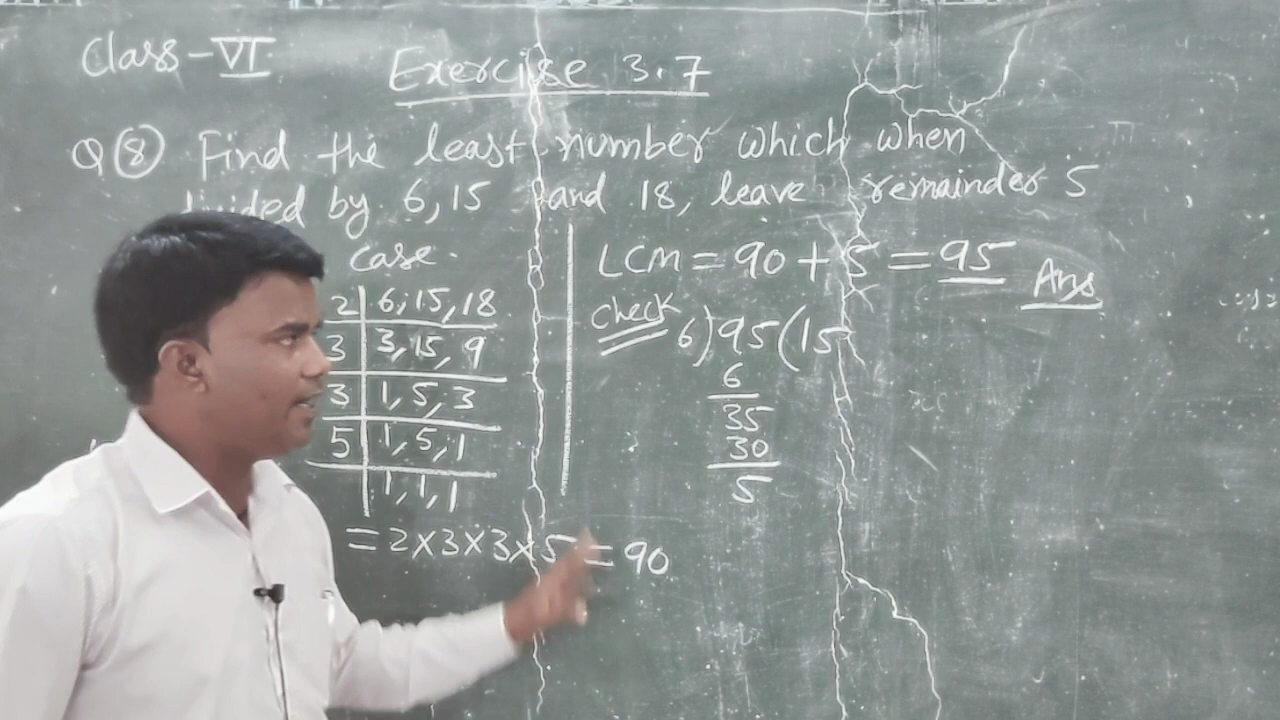 Class-VI
Exercise 3.7
Q⑧ Find the least number which when
by 6,15 and 18, leave remainder 5
case.
2 | 6,15,18
3 | 3,15,9
3 | 1,5,3
5 | 1,5,1
1,1,1
=2×3×3×5=90
LCM=90+5=95 Ans
Check 6)95(15
6
35
30
5